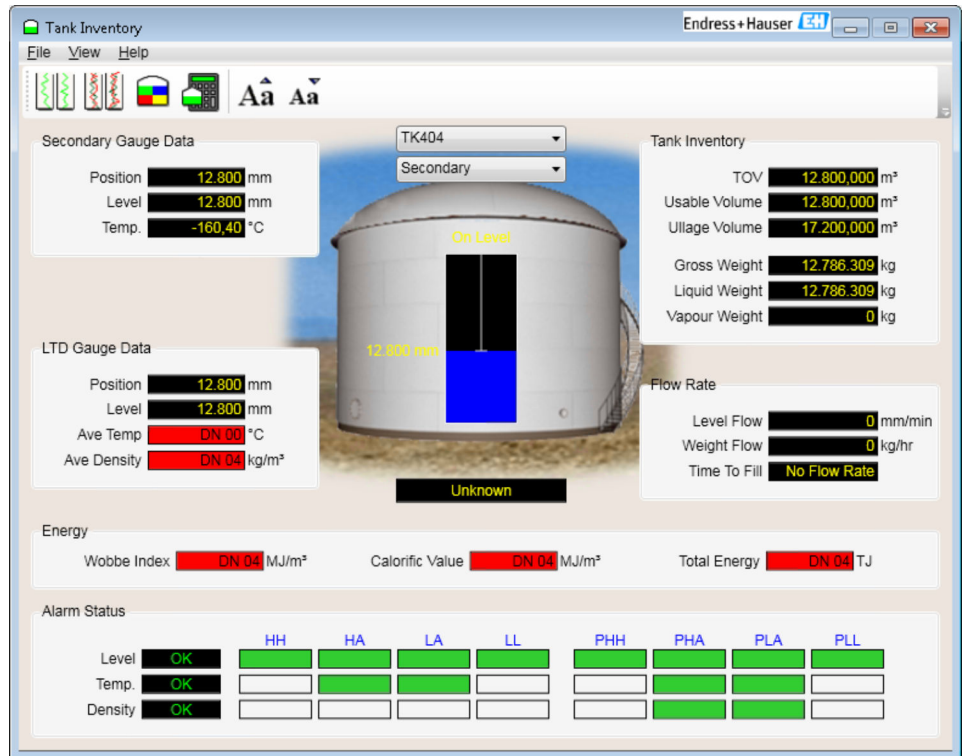 Tank Inventory
Endress+Hauser EH
File View Help
Aa Aa
TK404
Secondary
Secondary Gauge Data
Position 12.800 mm
Level 12.800 mm
Temp. -160,40 °C
On Level
12.800 mm
LTD Gauge Data
Position 12.800 mm
Level 12.800 mm
Ave Temp DN 00 °C
Ave Density DN 04 kg/m³
Unknown
Tank Inventory
TOV 12.800,000 m³
Usable Volume 12.800,000 m³
Ullage Volume 17.200,000 m³
Gross Weight 12.786.309 kg
Liquid Weight 12.786.309 kg
Vapour Weight 0 kg
Flow Rate
Level Flow 0 mm/min
Weight Flow 0 kg/hr
Time To Fill No Flow Rate
Energy
Wobbe Index DN 04 MJ/m³ Calorific Value DN 04 MJ/m³ Total Energy DN 04 TJ
Alarm Status
HH HA LA LL PHH PHA PLA PLL
Level OK
Temp. OK
Density OK